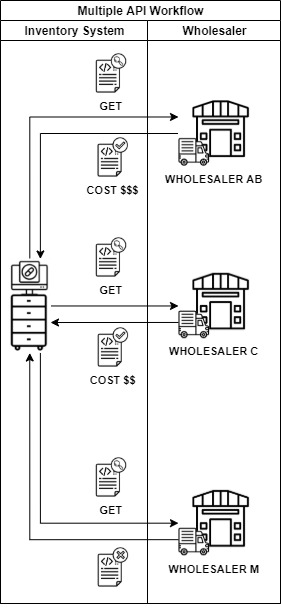 Multiple API Workflow
Inventory System
Wholesaler
GET
COST $$$
WHOLESALER AB
GET
COST $$
WHOLESALER C
GET
WHOLESALER M